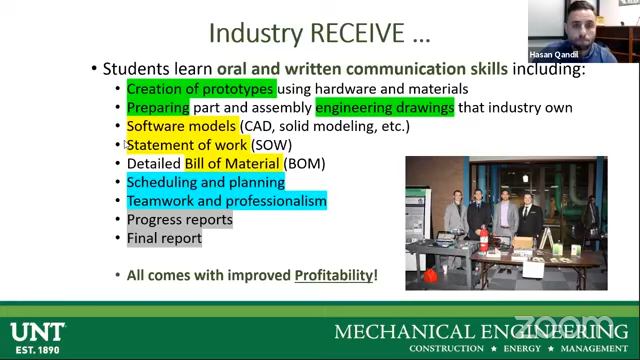 Industry RECEIVE …
Hasan Qandil
• Students learn oral and written communication skills including:
• Creation of prototypes using hardware and materials
• Preparing part and assembly engineering drawings that industry own
• Software models (CAD, solid modeling, etc.)
• Statement of work (SOW)
• Detailed Bill of Material (BOM)
• Scheduling and planning
• Teamwork and professionalism
• Progress reports
• Final report
• All comes with improved Profitability!
zoom
UNT
EST. 1890
MECHANICAL ENGINEERING
CONSTRUCTION ★ ENERGY ★ MANAGEMENT